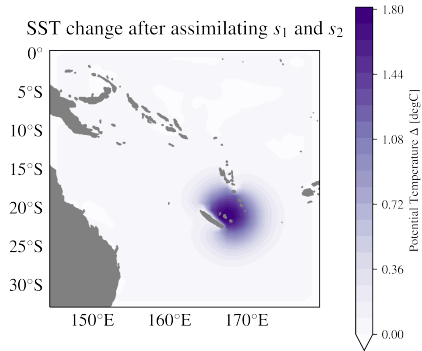 SST change after assimilating s₁ and s₂
0°
5°S
10°S
15°S
20°S
25°S
30°S
150°E 160°E 170°E
1.80
1.44
1.08
0.72
0.36
0.00
Potential Temperature Δ [degC]